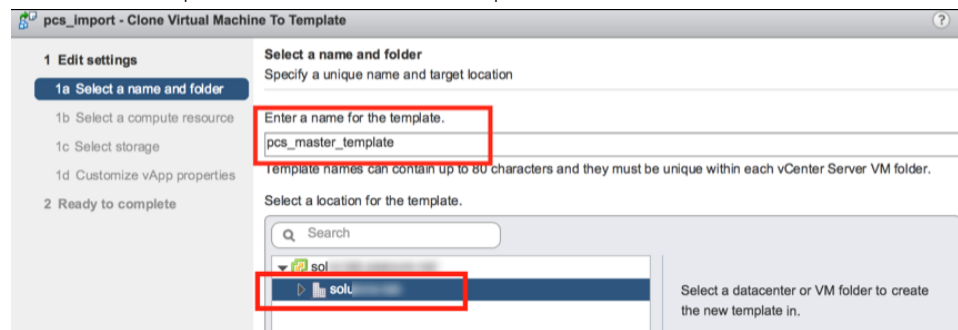 pcs_import - Clone Virtual Machine To Template
?
1 Edit settings
1a Select a name and folder
1b Select a compute resource
1c Select storage
1d Customize vApp properties
2 Ready to complete
Select a name and folder
Specify a unique name and target location
Enter a name for the template.
pcs_master_template
Template names can contain up to 80 characters and they must be unique within each vCenter Server VM folder.
Select a location for the template.
Search
sol
solu
Select a datacenter or VM folder to create
the new template in.